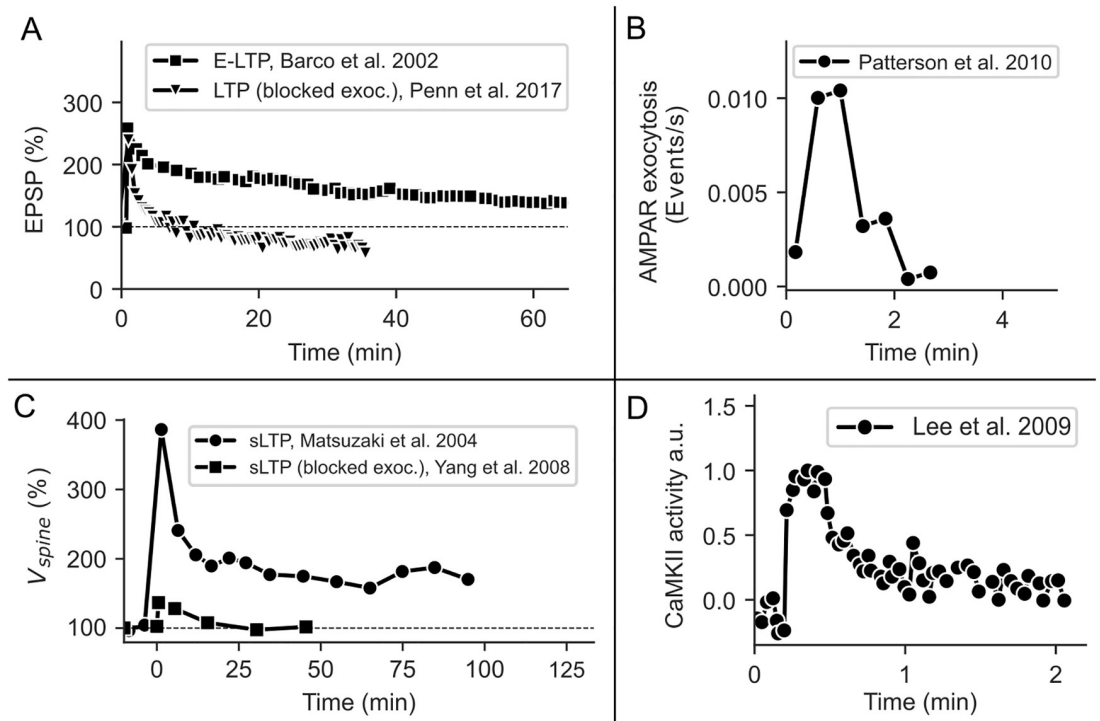 A
E-LTP, Barco et al. 2002
LTP (blocked exoc.), Penn et al. 2017
EPSP (%)
300
200
100
0
0 20 40 60
Time (min)
B
Patterson et al. 2010
AMPAR exocytosis
(Events/s)
0.010
0.005
0.000
0 2 4
Time (min)
C
sLTP, Matsuzaki et al. 2004
sLTP (blocked exoc.), Yang et al. 2008
Vspine (%)
400
300
200
100
0 25 50 75 100 125
Time (min)
D
Lee et al. 2009
CaMKII activity a.u.
1.5
1.0
0.5
0.0
0 1 2
Time (min)